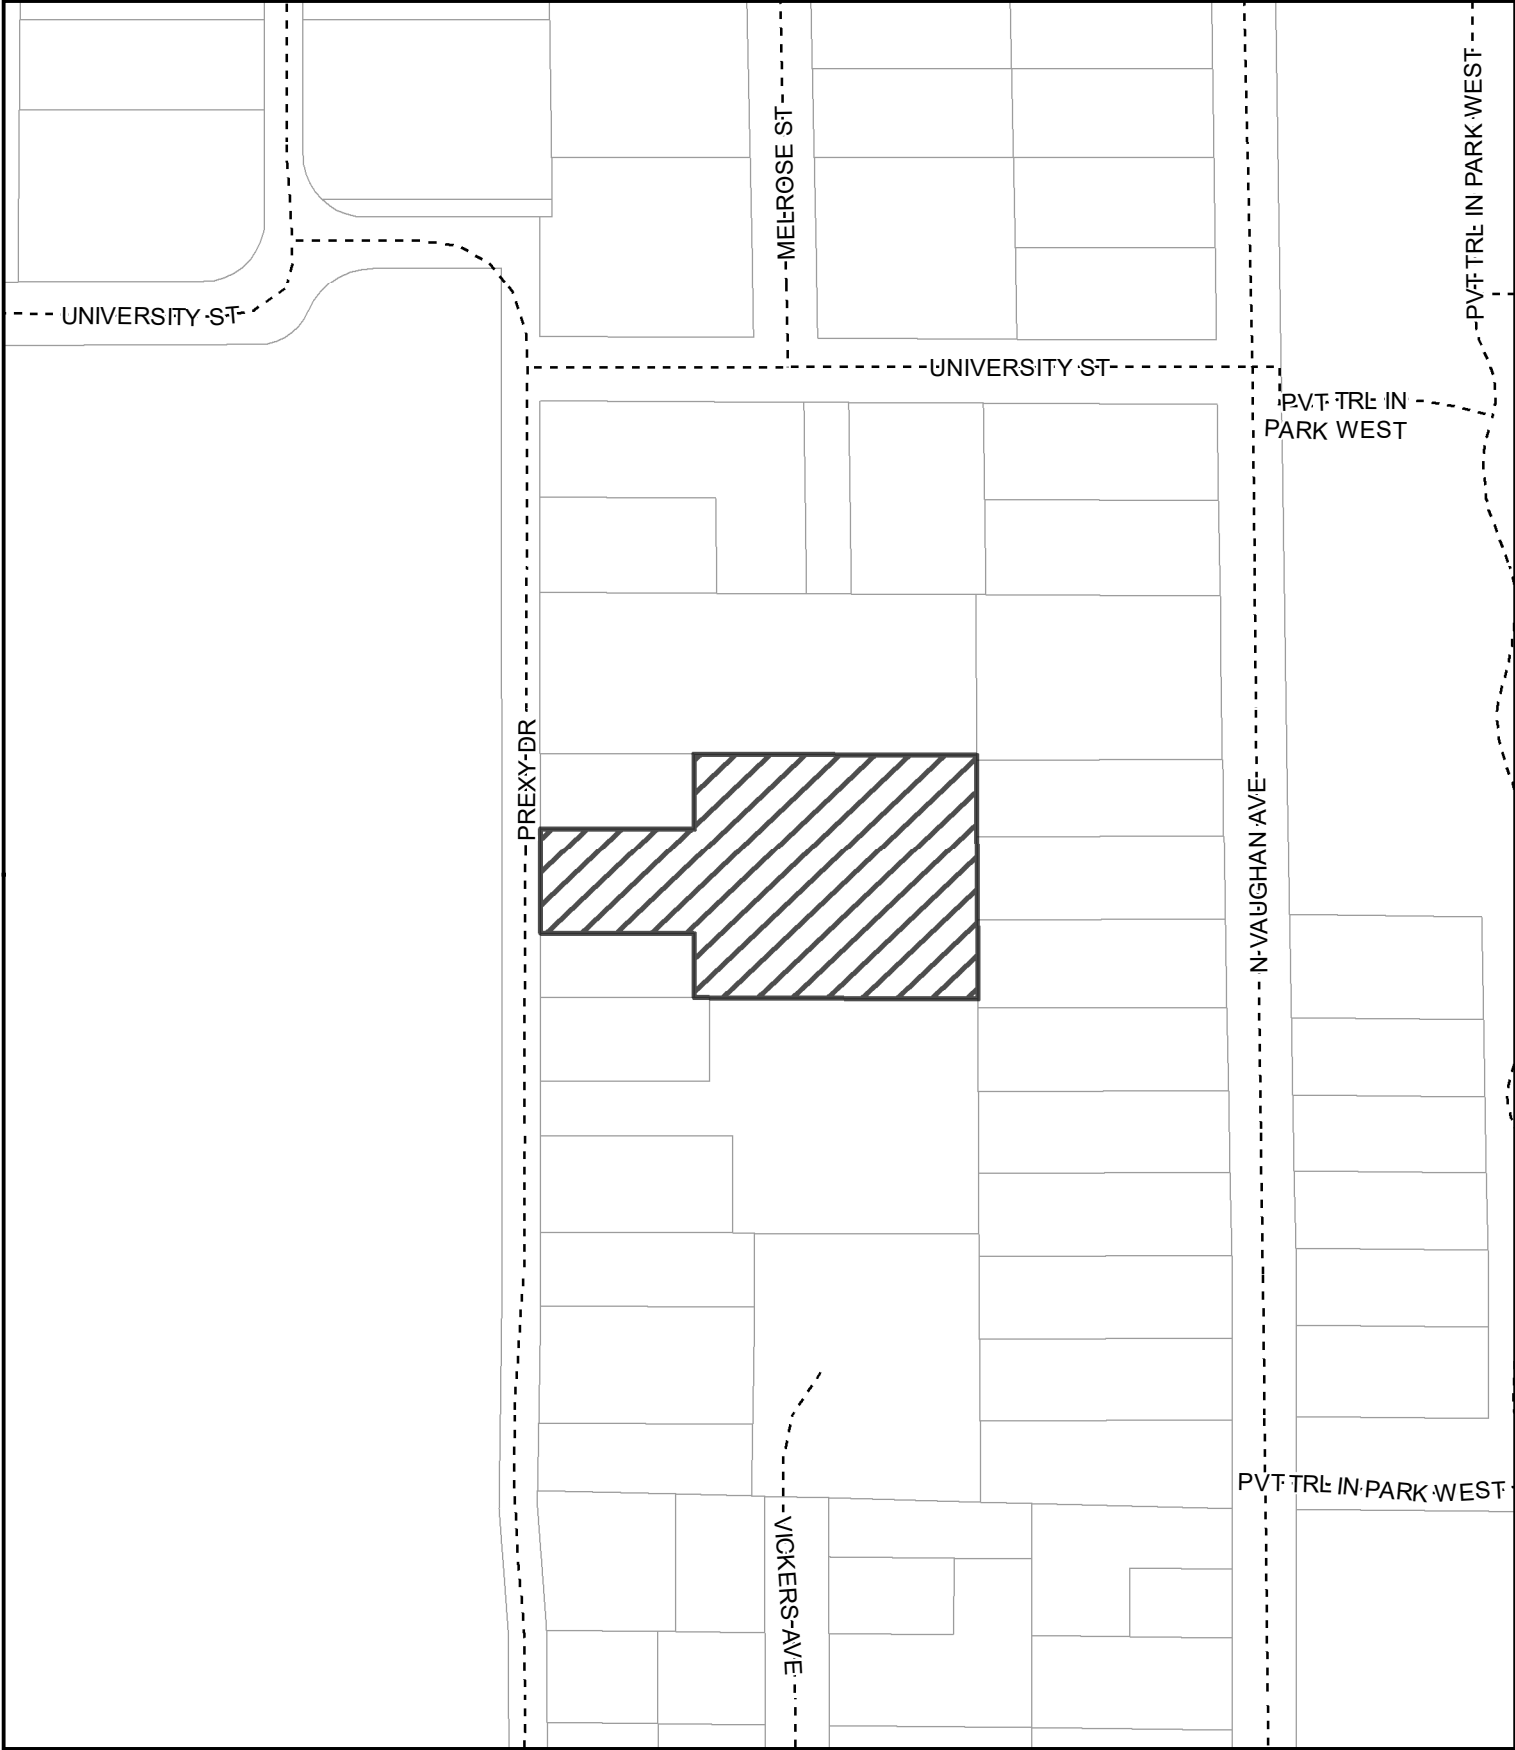 PVT TRL IN PARK WEST
MELROSE ST
UNIVERSITY ST
UNIVERSITY ST
PVT TRL IN
PARK WEST
PREXY DR
N VAUGHAN AVE
PVT TRL IN PARK WEST
VICKERS AVE